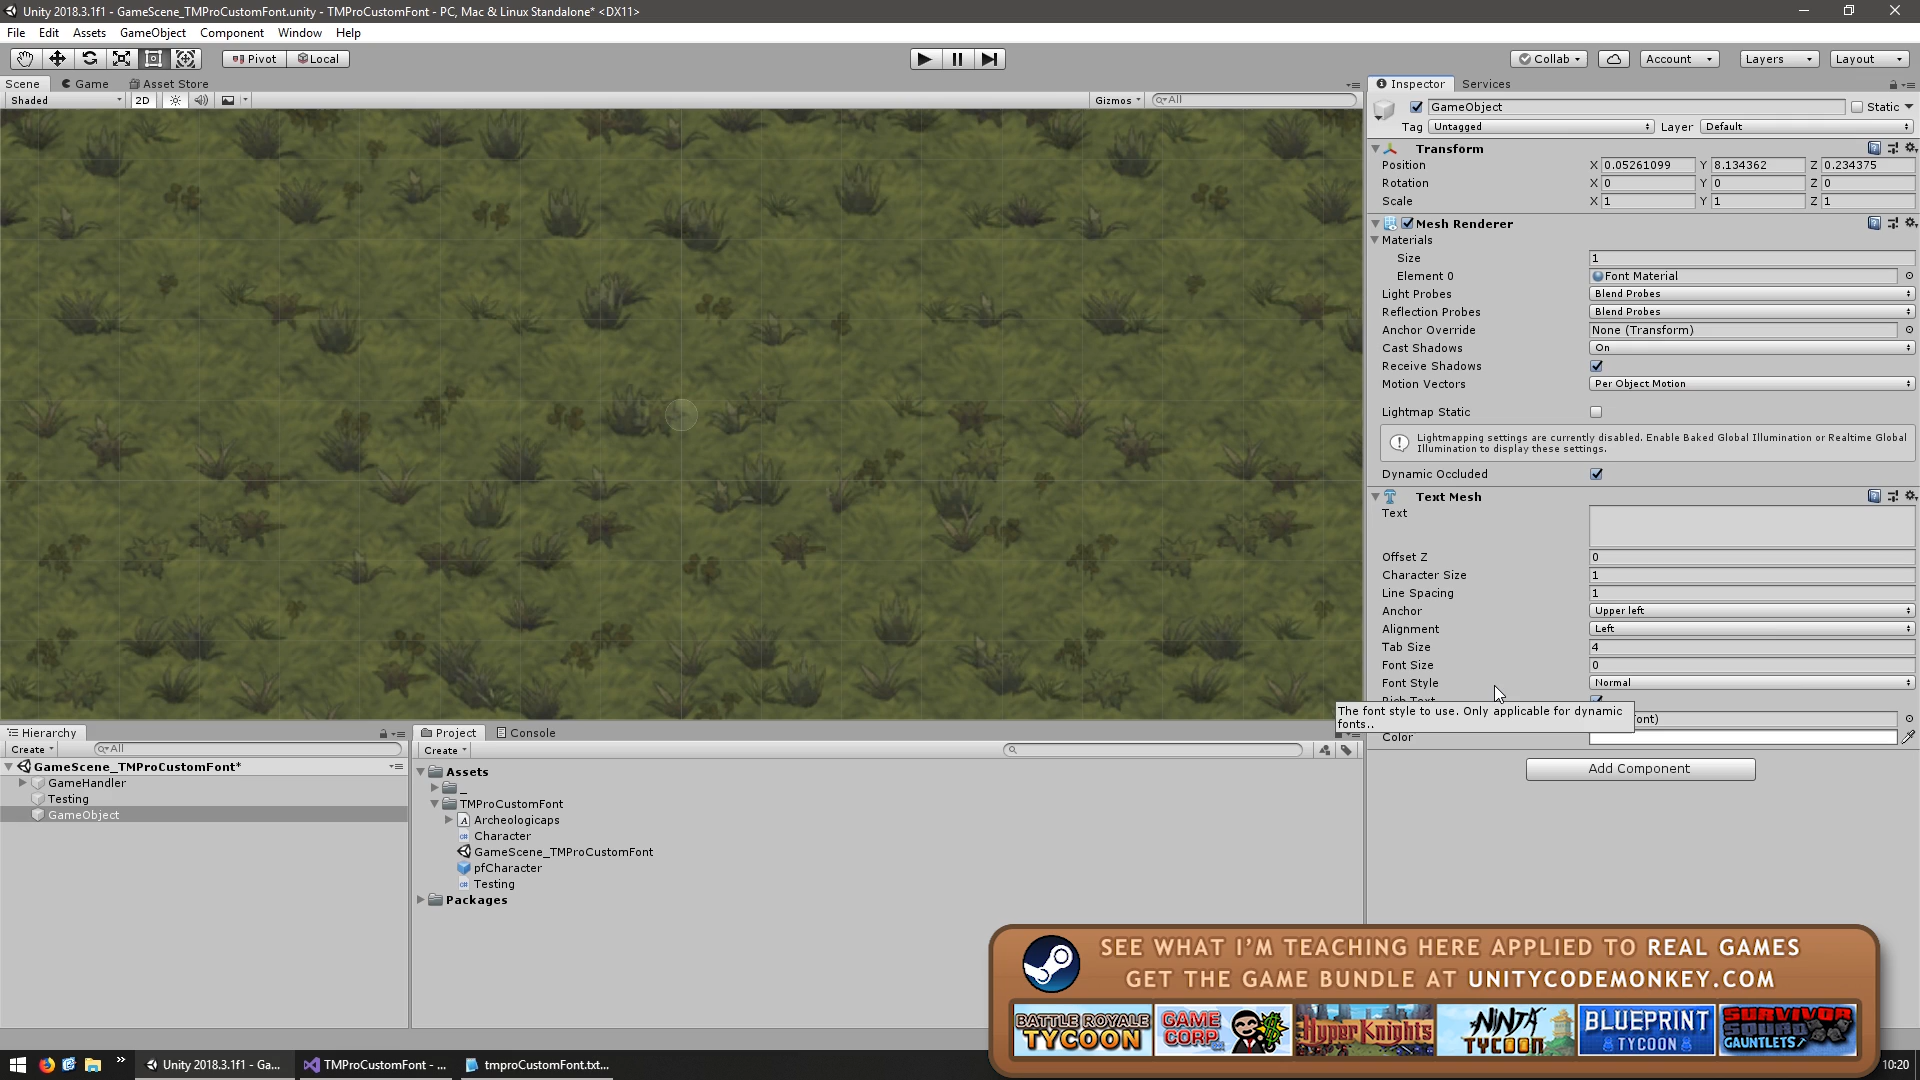 Unity 2018.3.1f1 - GameScene_TMProCustomFont.unity - TMProCustomFont - PC, Mac & Linux Standalone* <DX11>
File Edit Assets GameObject Component Window Help
Pivot Local Collab Account Layers Layout
Scene Game Asset Store
Shaded 2D Gizmos All
Inspector Services
GameObject Static
Tag Untagged Layer Default
Transform
Position X 0.05261099 Y 8.134362 Z 0.234375
Rotation X 0 Y 0 Z 0
Scale X 1 Y 1 Z 1
Mesh Renderer
Materials
Size 1
Element 0 Font Material
Light Probes Blend Probes
Reflection Probes Blend Probes
Anchor Override None (Transform)
Cast Shadows On
Receive Shadows
Motion Vectors Per Object Motion
Lightmap Static
Lightmapping settings are currently disabled. Enable Baked Global Illumination or Realtime Global
Illumination to display these settings.
Dynamic Occluded
Text Mesh
Text
Offset Z 0
Character Size 1
Line Spacing 1
Anchor Upper left
Alignment Left
Tab Size 4
Font Size 0
Font Style Normal
The font style to use. Only applicable for dynamic
fonts..
Color
Add Component
Hierarchy
Create All
GameScene_TMProCustomFont*
GameHandler
Testing
GameObject
Project Console
Create
Assets
_
TMProCustomFont
Archeologicaps
Character
GameScene_TMProCustomFont
pfCharacter
Testing
Packages
SEE WHAT I'M TEACHING HERE APPLIED TO REAL GAMES
GET THE GAME BUNDLE AT UNITYCODEMONKEY.COM
BATTLE ROYALE TYCOON
GAME CORP
HYPER KNIGHTS
NINJA TYCOON
BLUEPRINT TYCOON
SURVIVOR SQUAD GAUNTLETS
Unity 2018.3.1f1 - Ga... TMProCustomFont - ... tmproCustomFont.txt... 10:20